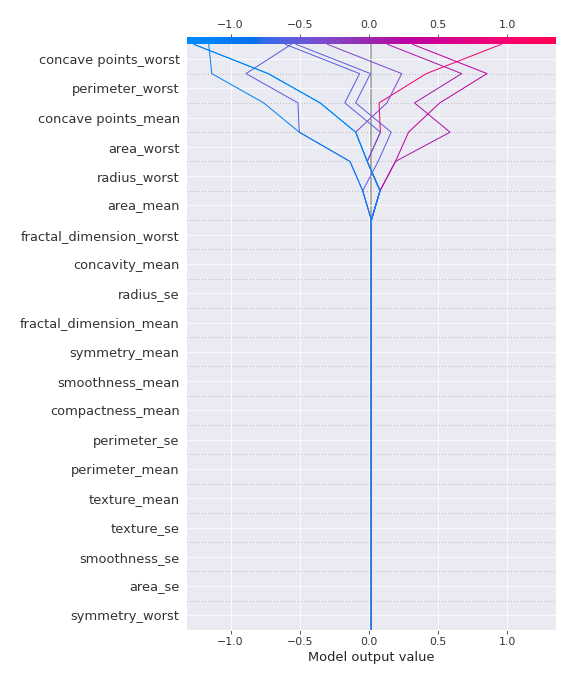 −1.0 −0.5 0.0 0.5 1.0
concave points_worst
perimeter_worst
concave points_mean
area_worst
radius_worst
area_mean
fractal_dimension_worst
concavity_mean
radius_se
fractal_dimension_mean
symmetry_mean
smoothness_mean
compactness_mean
perimeter_se
perimeter_mean
texture_mean
texture_se
smoothness_se
area_se
symmetry_worst
−1.0 −0.5 0.0 0.5 1.0
Model output value